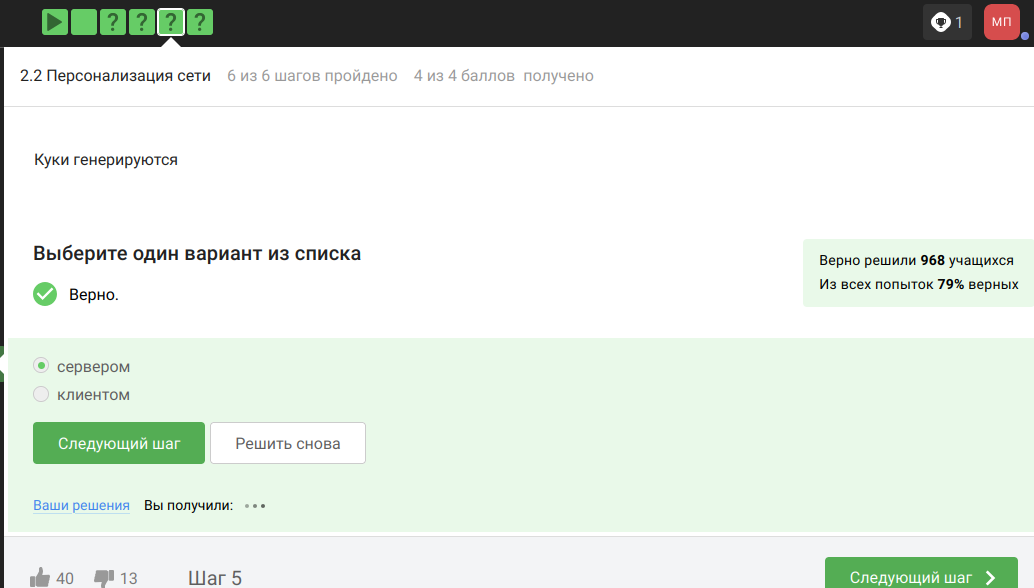 ? ? ? ? 1 МП
2.2 Персонализация сети 6 из 6 шагов пройдено 4 из 4 баллов получено
Куки генерируются
Выберите один вариант из списка
Верно.
Верно решили 968 учащихся
Из всех попыток 79% верных
сервером
клиентом
Следующий шаг Решить снова
Ваши решения Вы получили:
40 13 Шаг 5 Следующий шаг